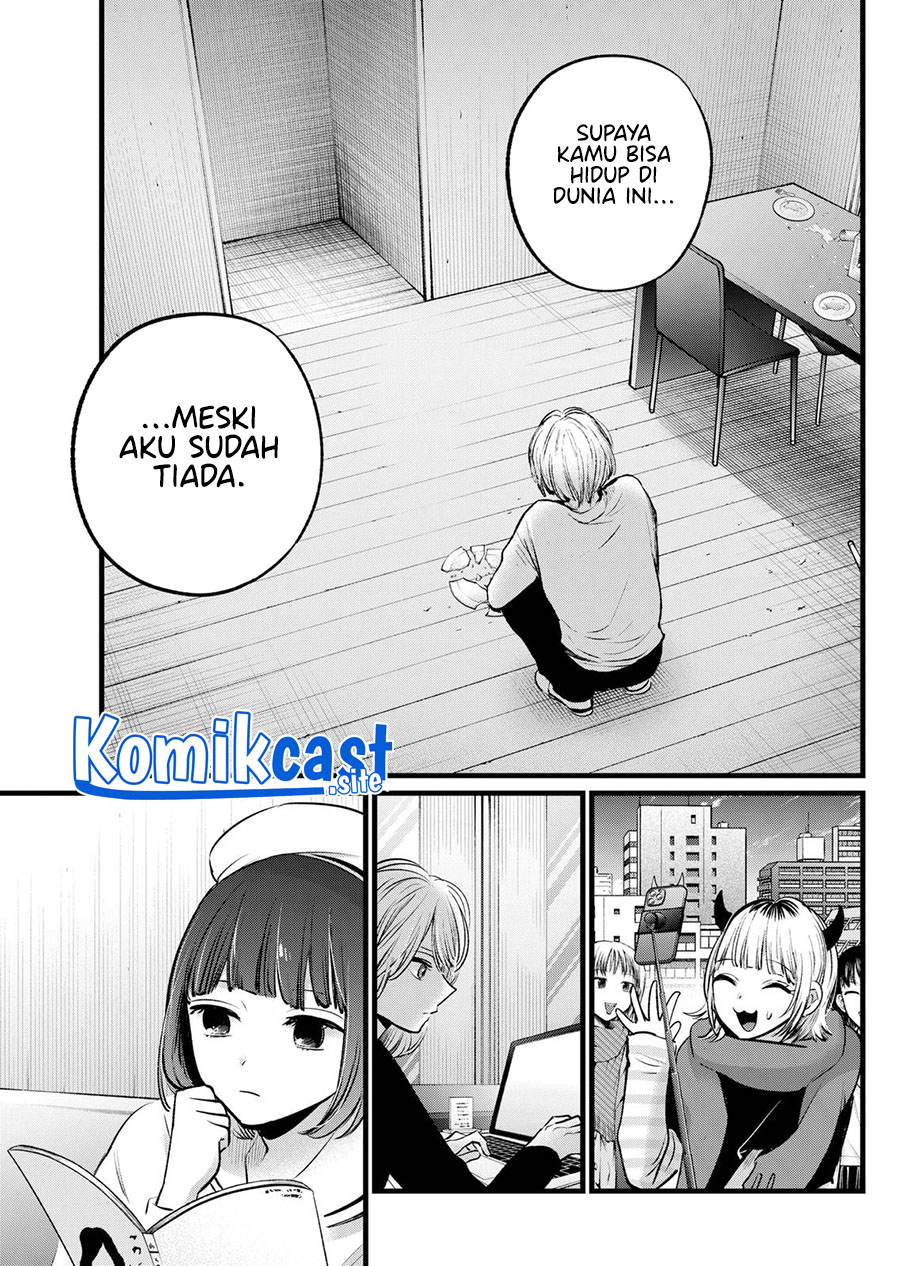 SUPAYA
KAMU BISA
HIDUP DI
DUNIA INI...
...MESKI
AKU SUDAH
TIADA.
Komikcast
.site